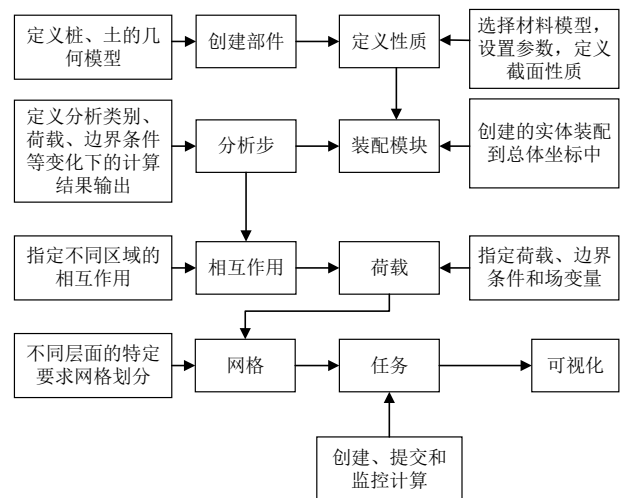 定义桩、土的几
何模型
创建部件
定义性质
选择材料模型，
设置参数，定义
截面性质
定义分析类别、
荷载、边界条件
等变化下的计算
结果输出
分析步
装配模块
创建的实体装配
到总体坐标中
指定不同区域的
相互作用
相互作用
荷载
指定荷载、边界
条件和场变量
不同层面的特定
要求网格划分
网格
任务
可视化
创建、提交和
监控计算